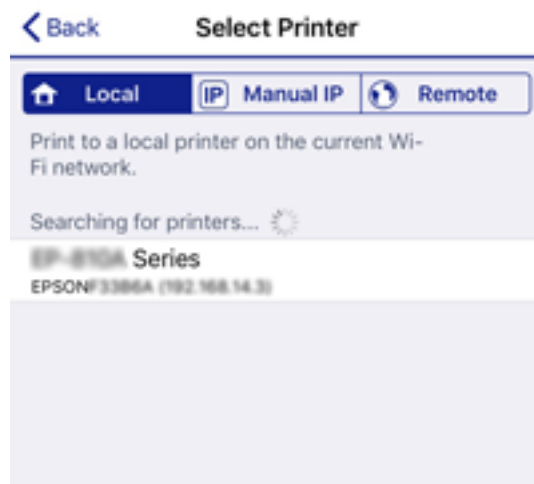 Back
Select Printer
Local
IP Manual IP
Remote
Print to a local printer on the current Wi-
Fi network.
Searching for printers...
Series
EPSON